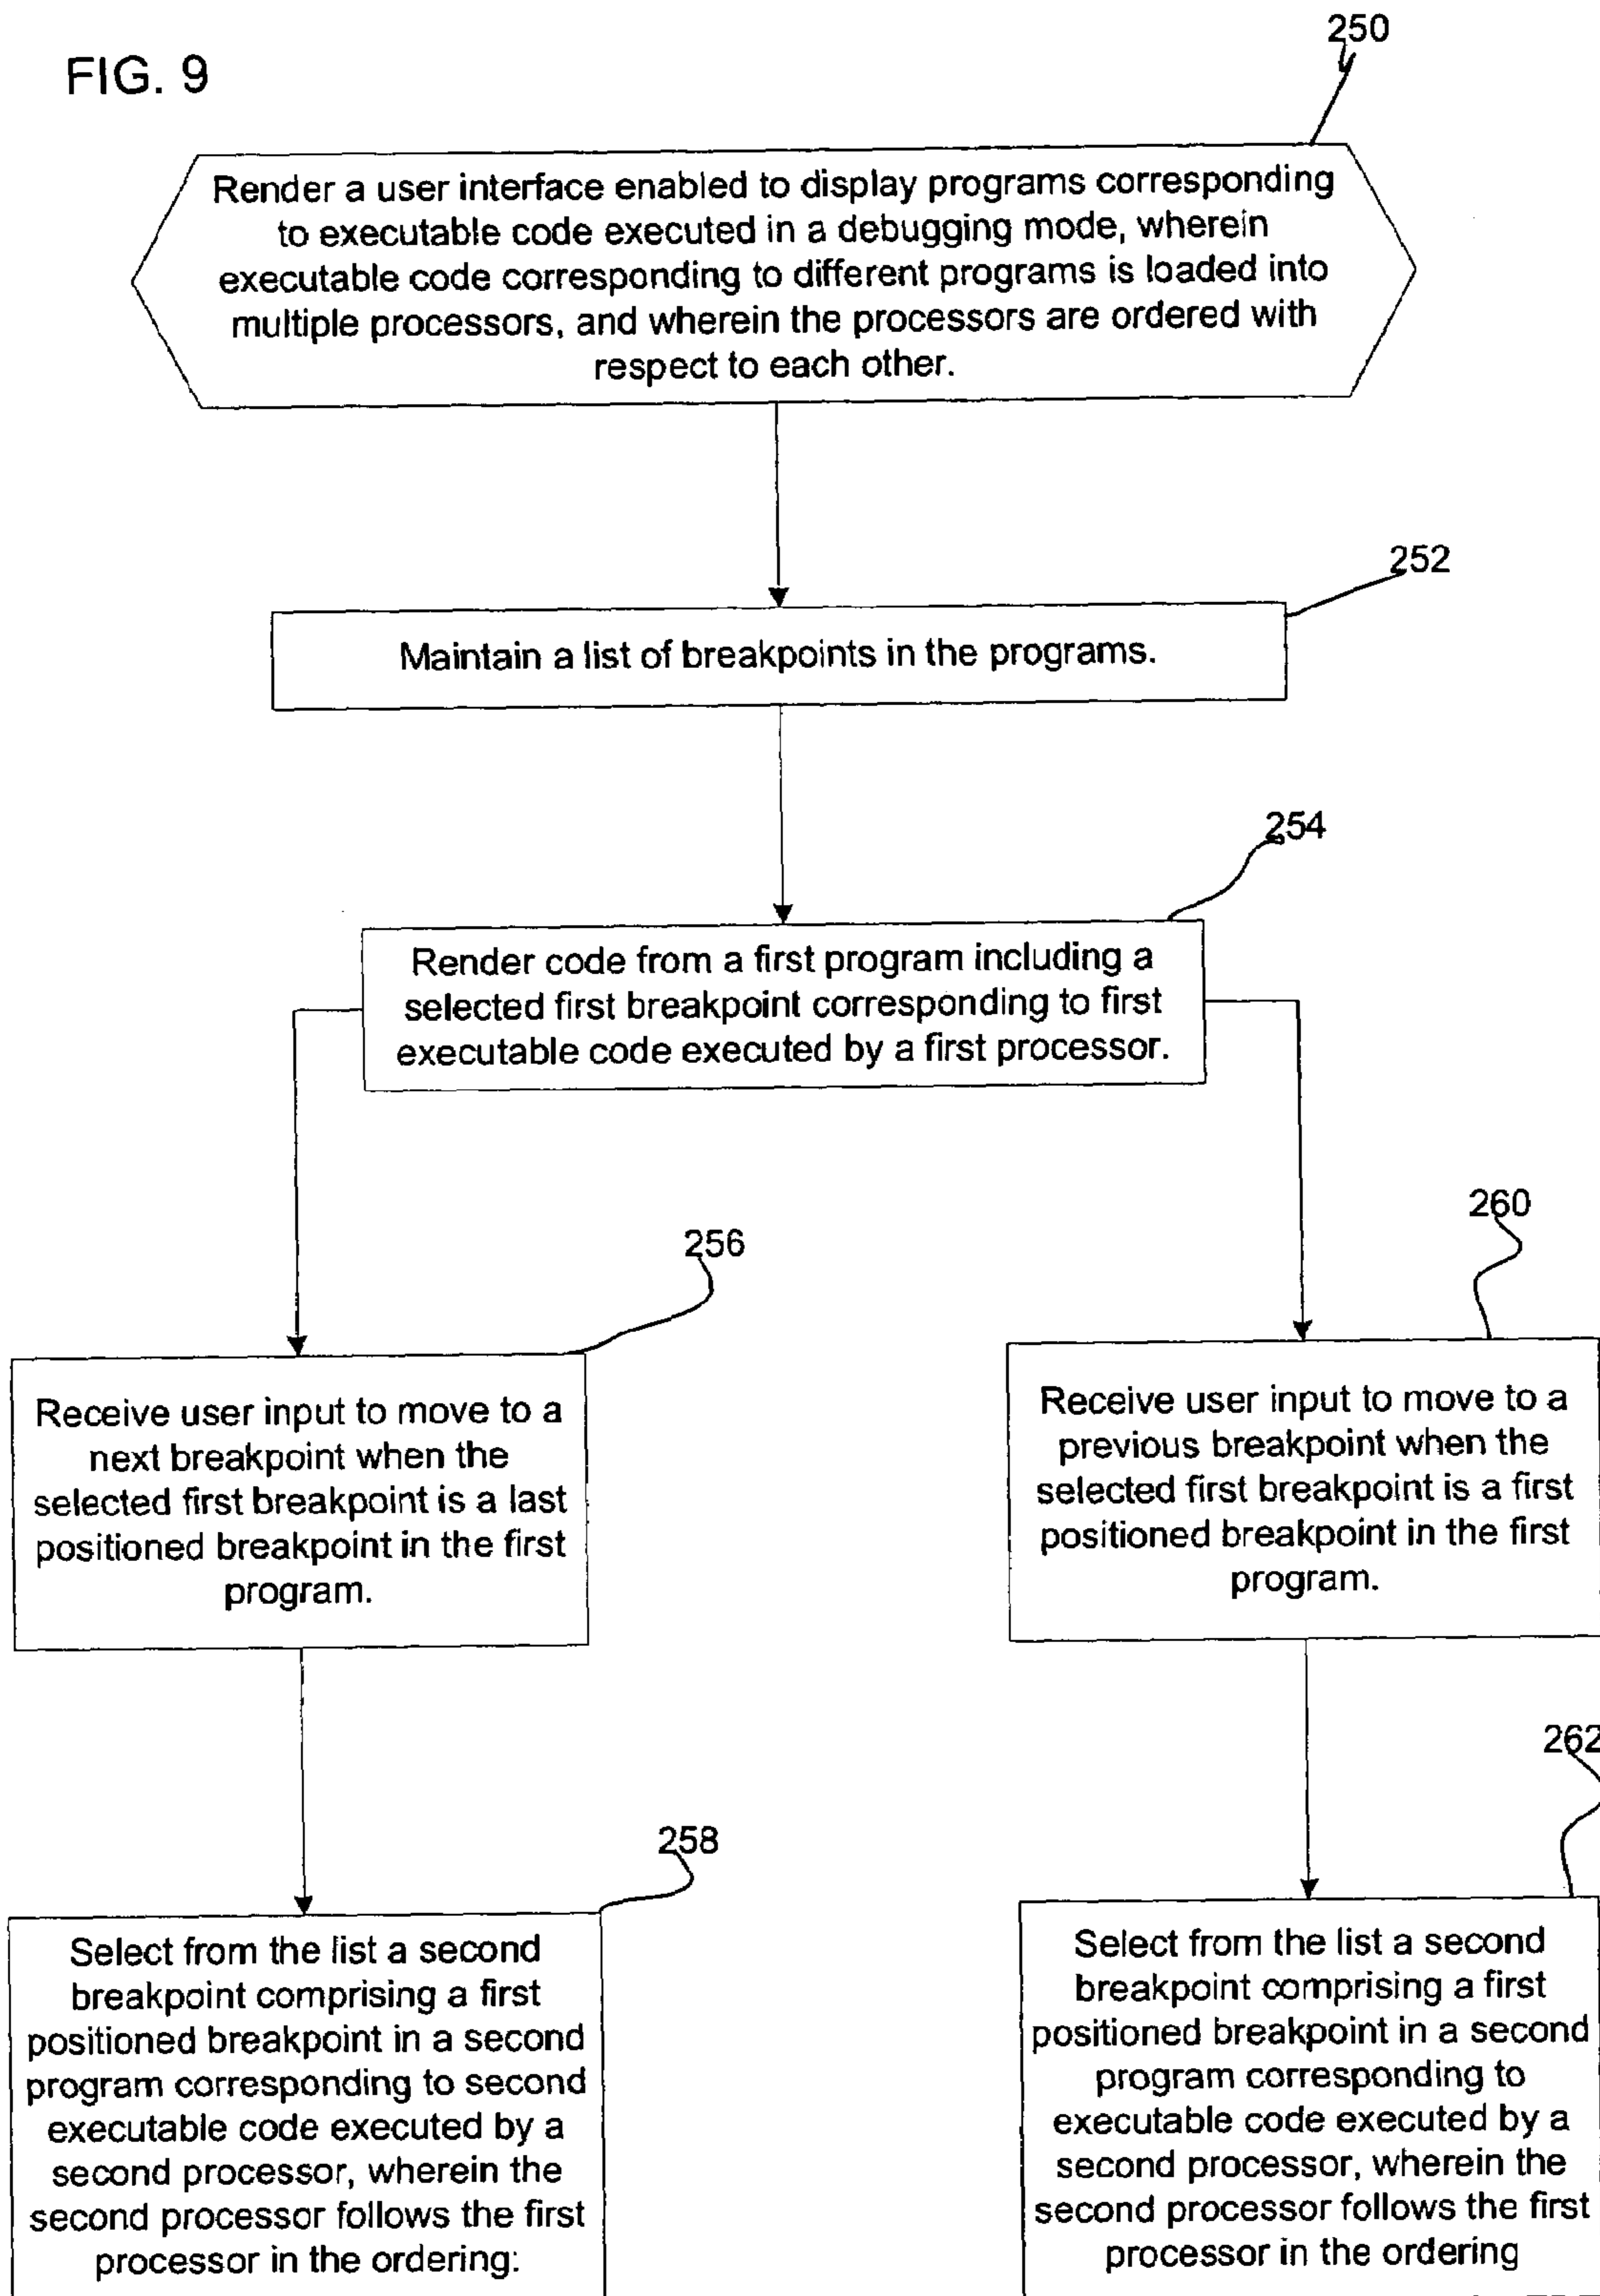 FIG. 9
250
Render a user interface enabled to display programs corresponding
to executable code executed in a debugging mode, wherein
executable code corresponding to different programs is loaded into
multiple processors, and wherein the processors are ordered with
respect to each other.
252
Maintain a list of breakpoints in the programs.
254
Render code from a first program including a
selected first breakpoint corresponding to first
executable code executed by a first processor.
256
Receive user input to move to a
next breakpoint when the
selected first breakpoint is a last
positioned breakpoint in the first
program.
260
Receive user input to move to a
previous breakpoint when the
selected first breakpoint is a first
positioned breakpoint in the first
program.
258
Select from the list a second
breakpoint comprising a first
positioned breakpoint in a second
program corresponding to second
executable code executed by a
second processor, wherein the
second processor follows the first
processor in the ordering:
262
Select from the list a second
breakpoint comprising a first
positioned breakpoint in a second
program corresponding to
executable code executed by a
second processor, wherein the
second processor follows the first
processor in the ordering